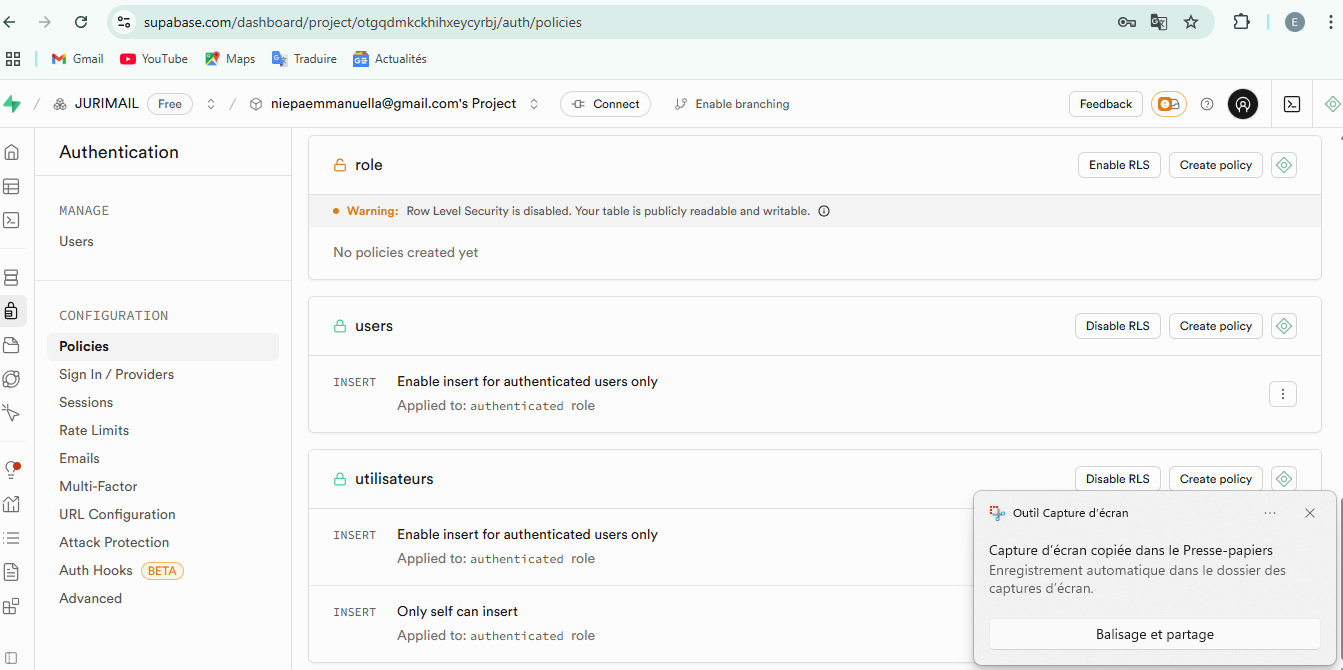 supabase.com/dashboard/project/otgqdmkckhihxeycyrbj/auth/policies
E
Gmail YouTube Maps Traduire Actualités
/ JURIMAIL Free / niepaemmanuella@gmail.com's Project Connect Enable branching Feedback
Authentication
MANAGE
Users
CONFIGURATION
Policies
Sign In / Providers
Sessions
Rate Limits
Emails
Multi-Factor
URL Configuration
Attack Protection
Auth Hooks BETA
Advanced
role Enable RLS Create policy
Warning: Row Level Security is disabled. Your table is publicly readable and writable.
No policies created yet
users Disable RLS Create policy
INSERT Enable insert for authenticated users only
Applied to: authenticated role
utilisateurs Disable RLS Create policy
INSERT Enable insert for authenticated users only
Applied to: authenticated role
INSERT Only self can insert
Applied to: authenticated role
Outil Capture d'écran
Capture d’écran copiée dans le Presse-papiers
Enregistrement automatique dans le dossier des
captures d’écran.
Balisage et partage